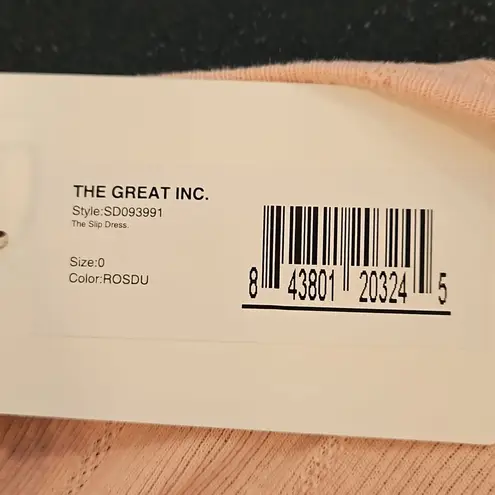 THE GREAT INC.
Style:SD093991
The Slip Dress.
Size:0
Color:ROSDU
8 43801 20324 5